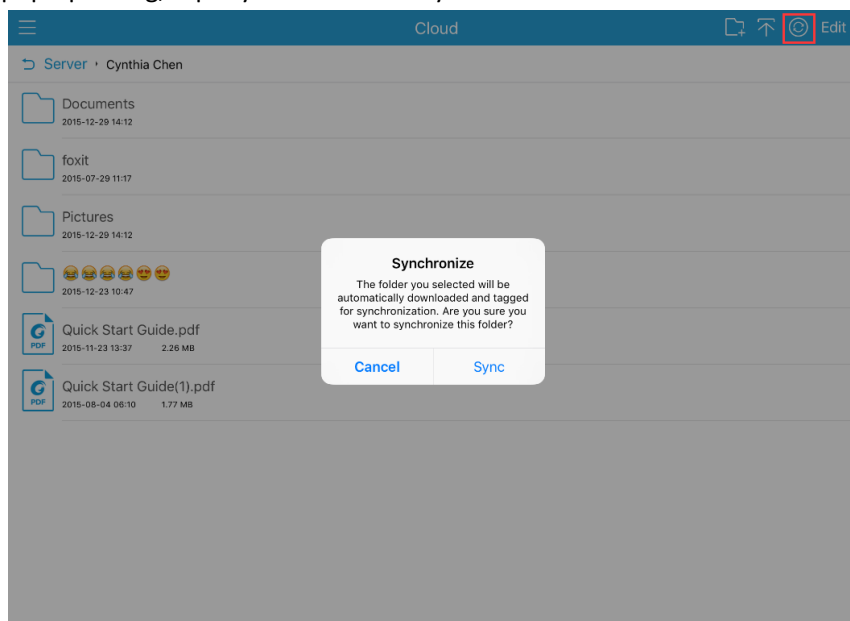 Cloud
Edit
Server › Cynthia Chen
Documents
2015-12-29 14:12
foxit
2015-07-29 11:17
Pictures
2015-12-29 14:12
😂😂😂😂😍😍
2015-12-23 10:47
Quick Start Guide.pdf
PDF
2015-11-23 13:37 2.26 MB
Quick Start Guide(1).pdf
PDF
2015-08-04 06:10 1.77 MB
Synchronize
The folder you selected will be
automatically downloaded and tagged
for synchronization. Are you sure you
want to synchronize this folder?
Cancel
Sync